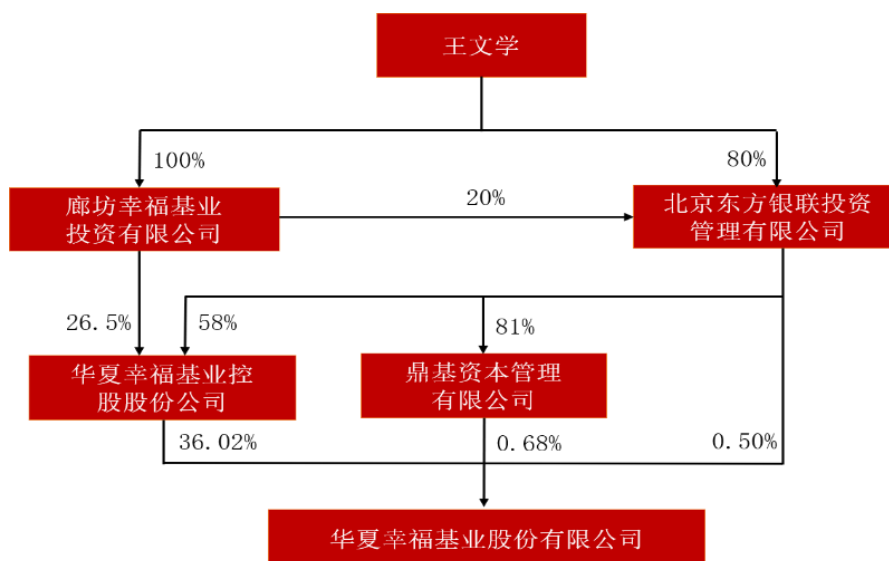 王文学
100%
80%
廊坊幸福基业
投资有限公司
20%
北京东方银联投资
管理有限公司
26.5%
58%
81%
华夏幸福基业控
股股份公司
鼎基资本管理
有限公司
36.02%
0.68%
0.50%
华夏幸福基业股份有限公司